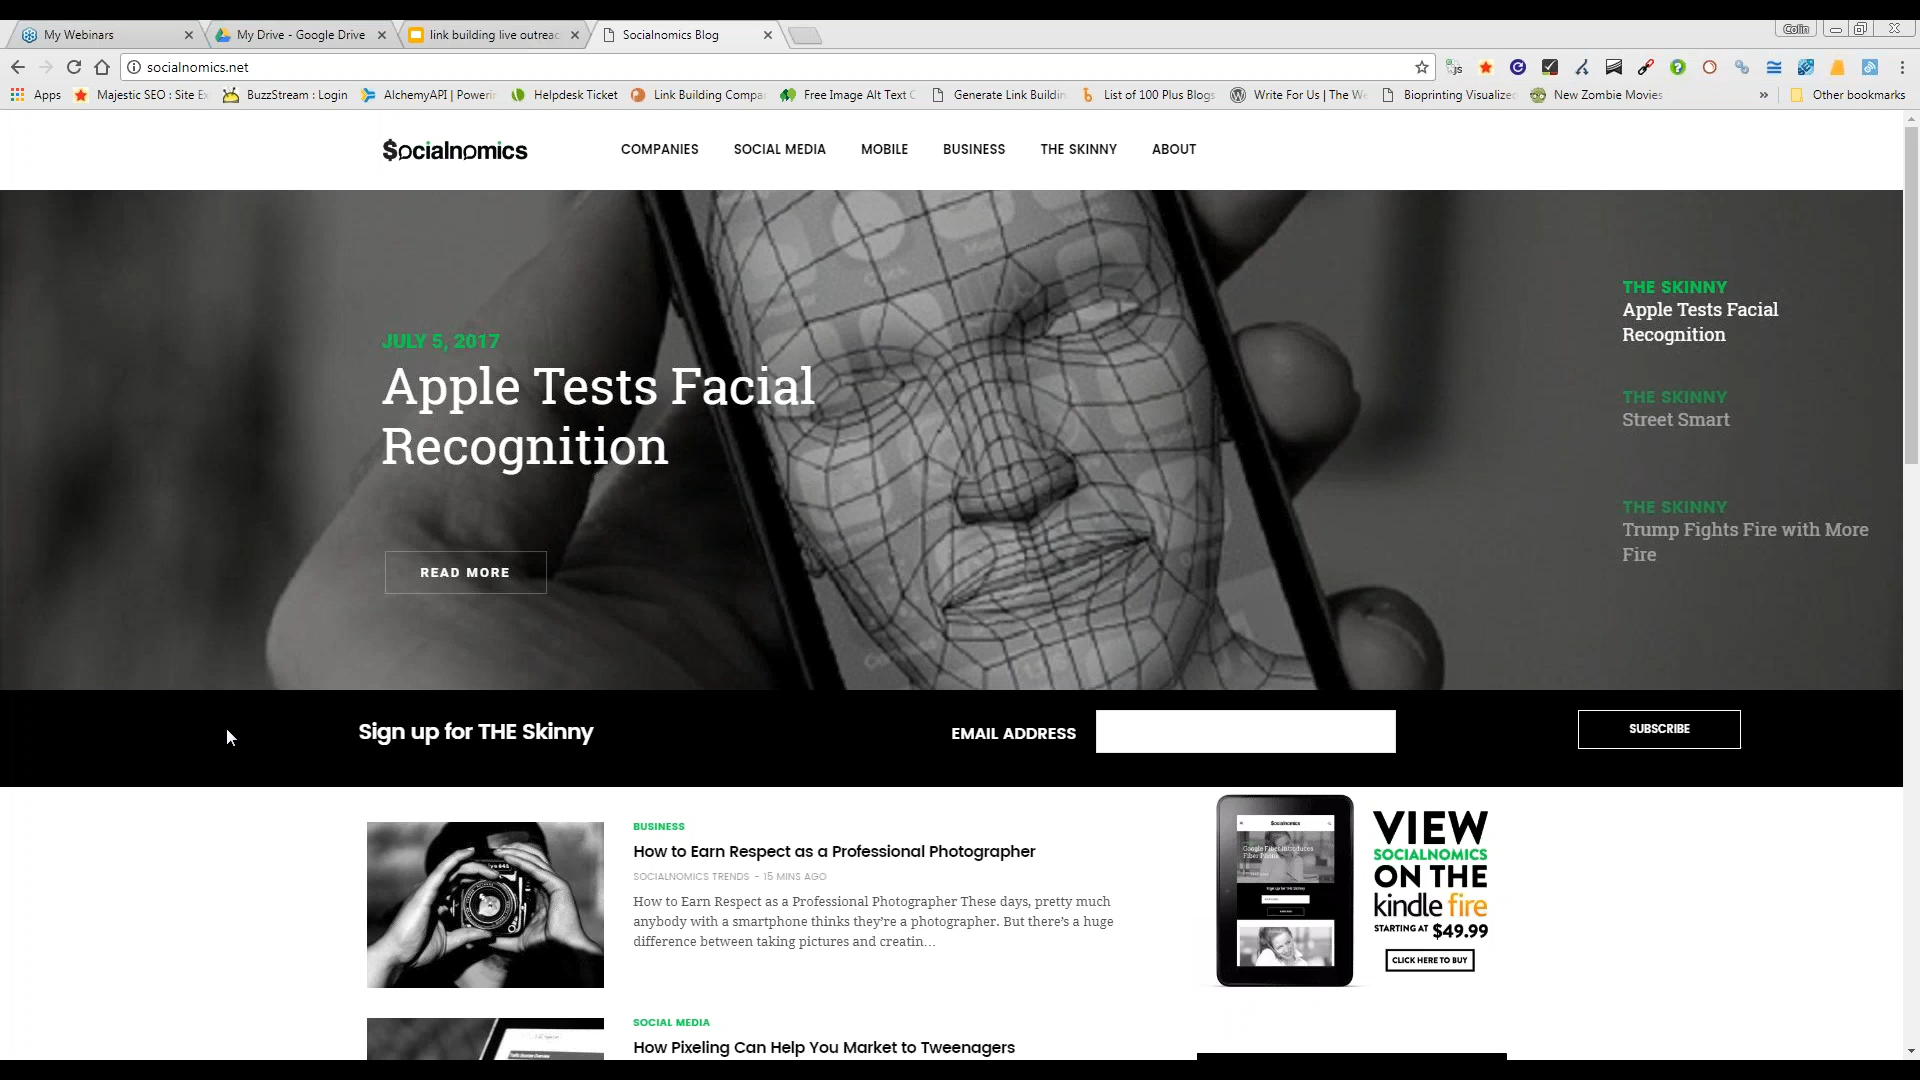 My Webinars
My Drive - Google Drive
link building live outreac
Socialnomics Blog
Colin
socialnomics.net
Apps
Majestic SEO : Site Ex
BuzzStream : Login
AlchemyAPI | Powerin
Helpdesk Ticket
Link Building Compa
Free Image Alt Text C
Generate Link Buildin
List of 100 Plus Blogs
Write For Us | The We
Bioprinting Visualize
New Zombie Movies
»
Other bookmarks
$ocialnomics
COMPANIES
SOCIAL MEDIA
MOBILE
BUSINESS
THE SKINNY
ABOUT
JULY 5, 2017
Apple Tests Facial
Recognition
READ MORE
THE SKINNY
Apple Tests Facial
Recognition
THE SKINNY
Street Smart
THE SKINNY
Trump Fights Fire with More
Fire
Sign up for THE Skinny
EMAIL ADDRESS
SUBSCRIBE
BUSINESS
How to Earn Respect as a Professional Photographer
SOCIALNOMICS TRENDS - 15 MINS AGO
How to Earn Respect as a Professional Photographer These days, pretty much
anybody with a smartphone thinks they're a photographer. But there's a huge
difference between taking pictures and creatin...
SOCIAL MEDIA
How Pixeling Can Help You Market to Tweenagers
VIEW
SOCIALNOMICS
ON THE
kindle fire
STARTING AT $49.99
CLICK HERE TO BUY